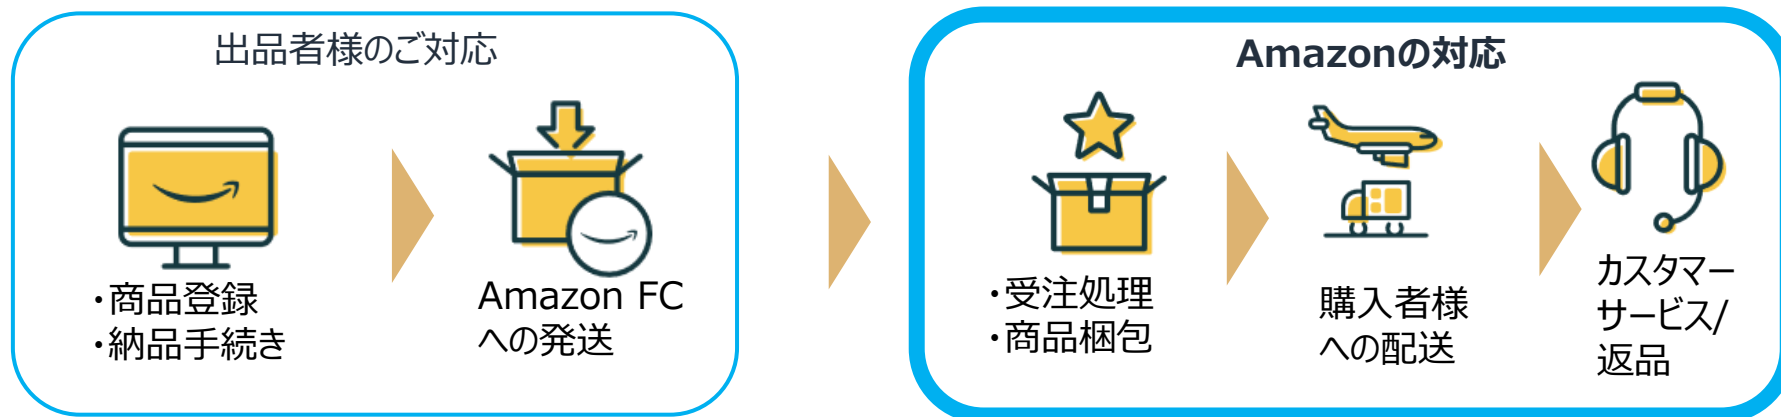 出品者様のご対応
・商品登録
・納品手続き
Amazon FC
への発送
Amazonの対応
・受注処理
・商品梱包
購入者様
への配送
カスタマー
サービス/
返品